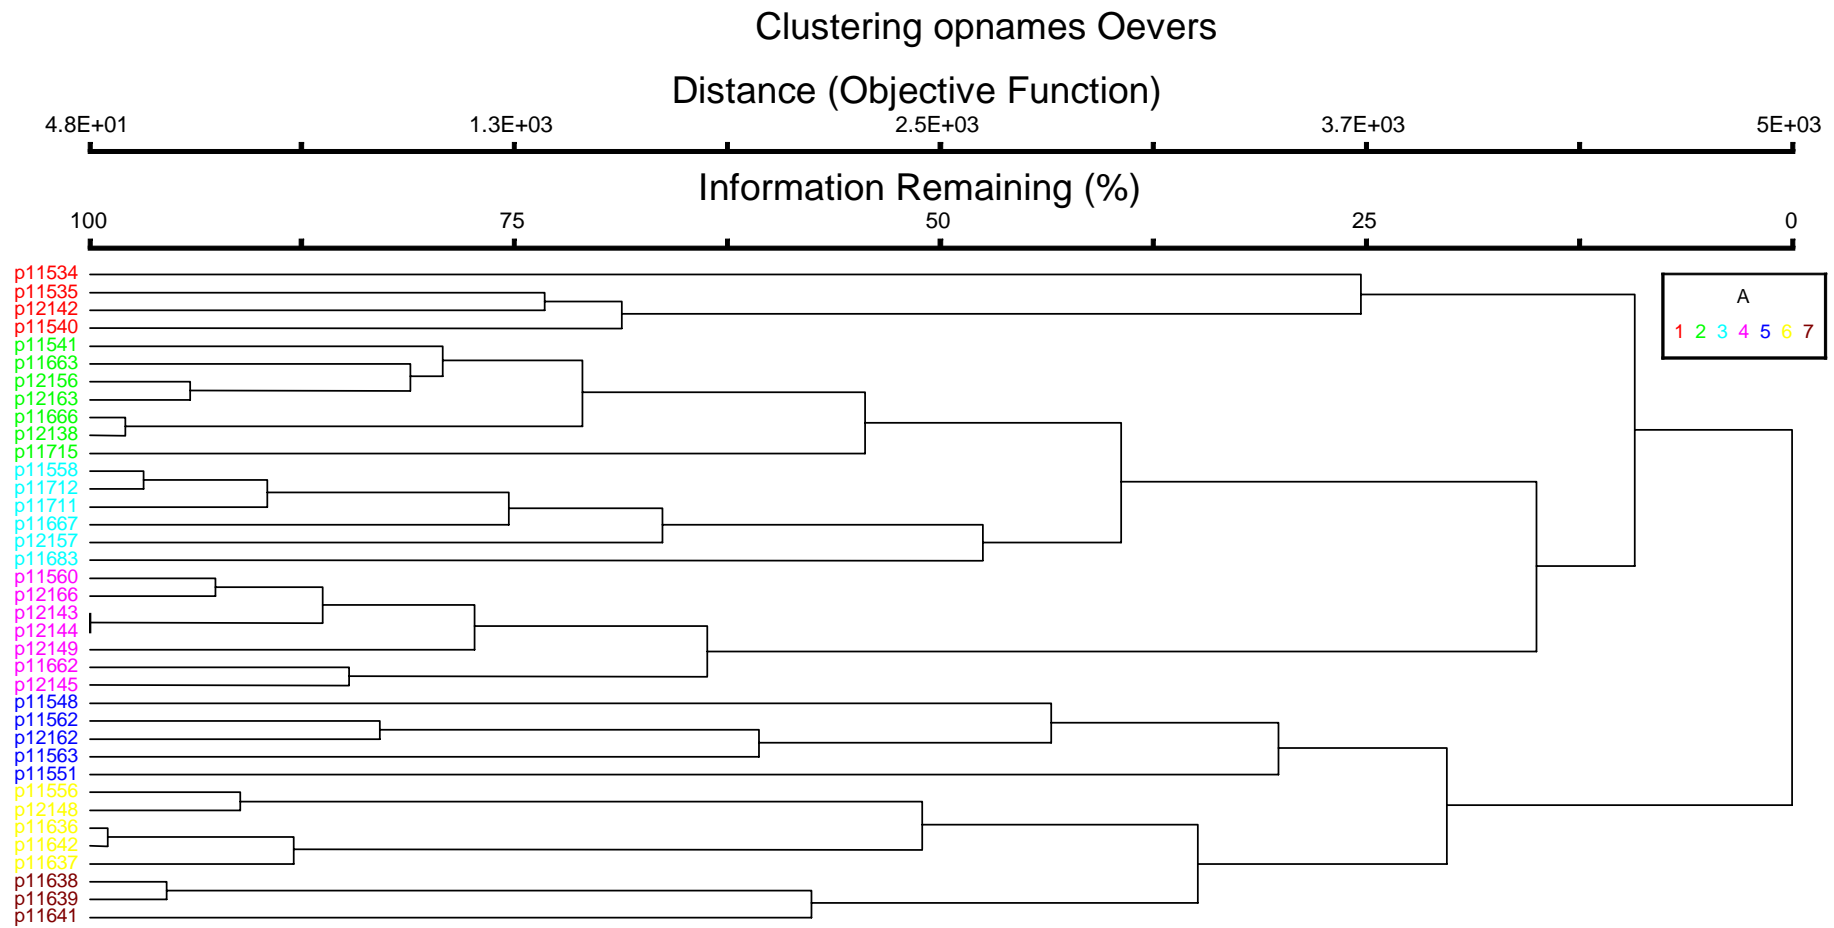 Clustering opnames Oevers
Distance (Objective Function)
4.8E+01 1.3E+03 2.5E+03 3.7E+03 5E+03
Information Remaining (%)
100 75 50 25 0
p11534
p11535
p12142
p11540
p11541
p11663
p12156
p12163
p11666
p12138
p11715
p11558
p11712
p11711
p11667
p12157
p11683
p11560
p12166
p12143
p12144
p12149
p11662
p12145
p11548
p11562
p12162
p11563
p11551
p11556
p12148
p11636
p11642
p11637
p11638
p11639
p11641
A
1 2 3 4 5 6 7